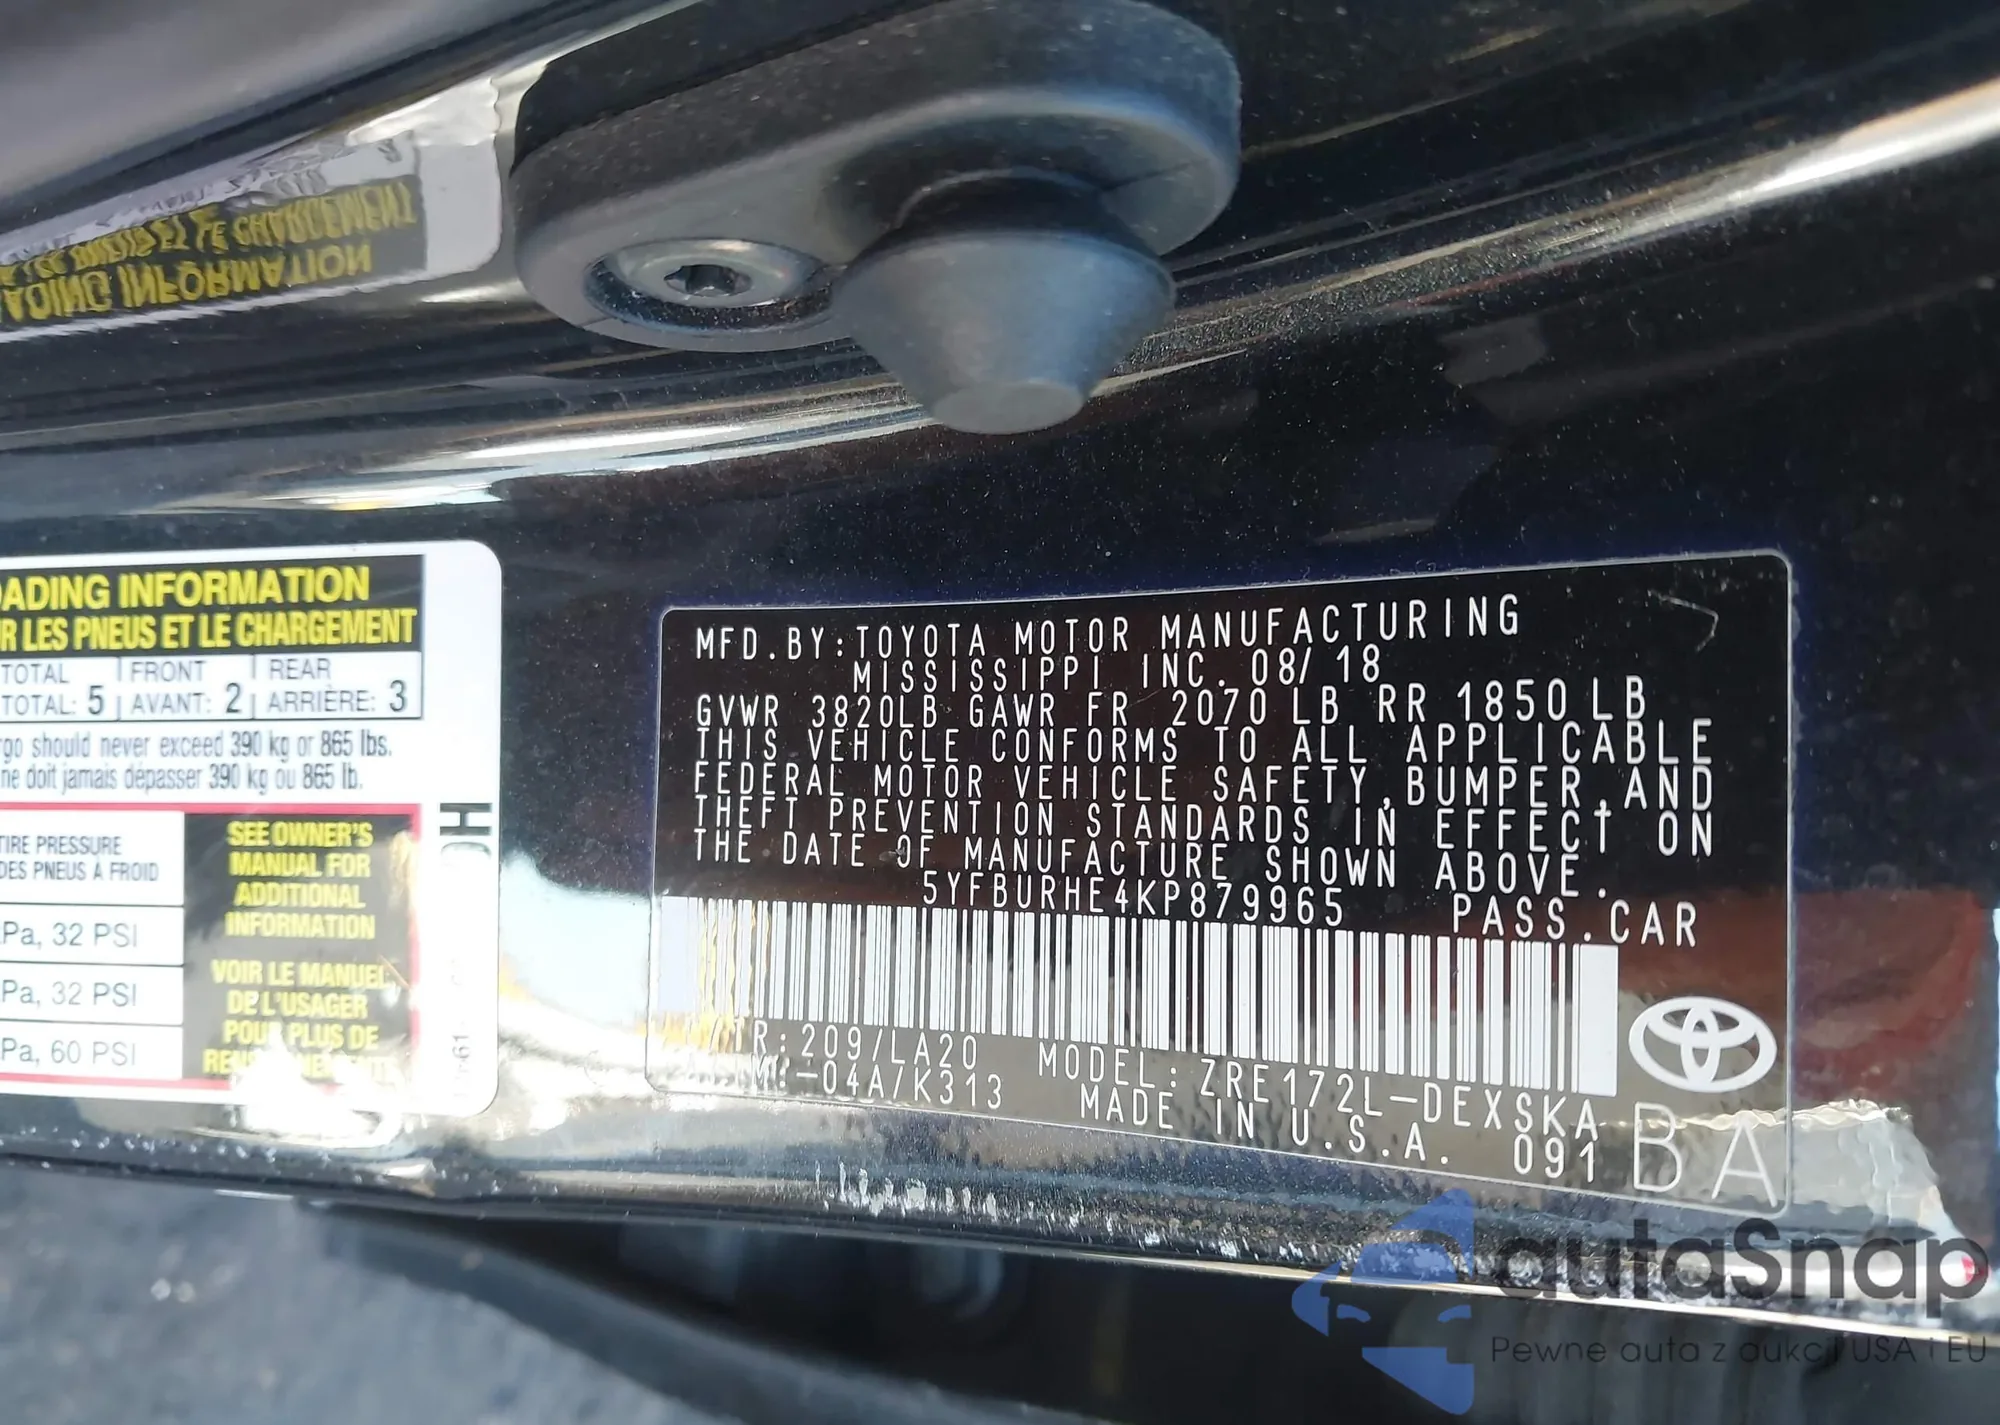 ADING INFORMATION
R LES PNEUS ET LE CHARGEMENT
TOTAL FRONT REAR
TOTAL: 5 AVANT: 2 ARRIÈRE: 3
rgo should never exceed 390 kg or 865 lbs.
ne doit jamais dépasser 390 kg ou 865 lb.
TIRE PRESSURE
DES PNEUS À FROID
Pa, 32 PSI
Pa, 32 PSI
Pa, 60 PSI
SEE OWNER'S
MANUAL FOR
ADDITIONAL
INFORMATION
VOIR LE MANUEL
DE L'USAGER
POUR PLUS DE
MFD.BY:TOYOTA MOTOR MANUFACTURING
MISSISSIPPI INC. 08/18
GVWR 3820LB GAWR FR 2070 LB RR 1850 LB
THIS VEHICLE CONFORMS TO ALL APPLICABLE
FEDERAL MOTOR VEHICLE SAFETY,BUMPER,AND
THEFT PREVENTION STANDARDS IN EFFECT ON
THE DATE OF MANUFACTURE SHOWN ABOVE.
5YFBURHE4KP879965 PASS.CAR
TR:209/LA20 MODEL:ZRE172L-DEXSKA
-04A/K313 MADE IN U.S.A. 091 BA
autaSnap
Pewne auta z aukcji USA i EU